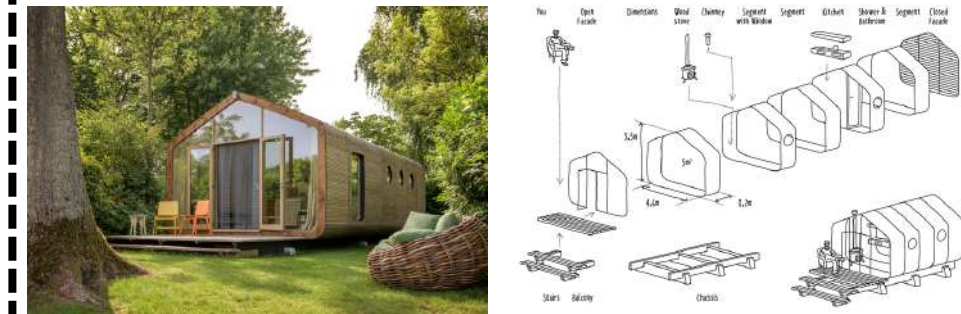 You
Open
Facade
Dimensions
Wood
stove
Chimney
Segment
with Window
Segment
Kitchen
Shower &
Bathroom
Segment
Closed
Facade
3,5m
5m²
4,6m
1,2m
Stairs
Balcony
Chassis